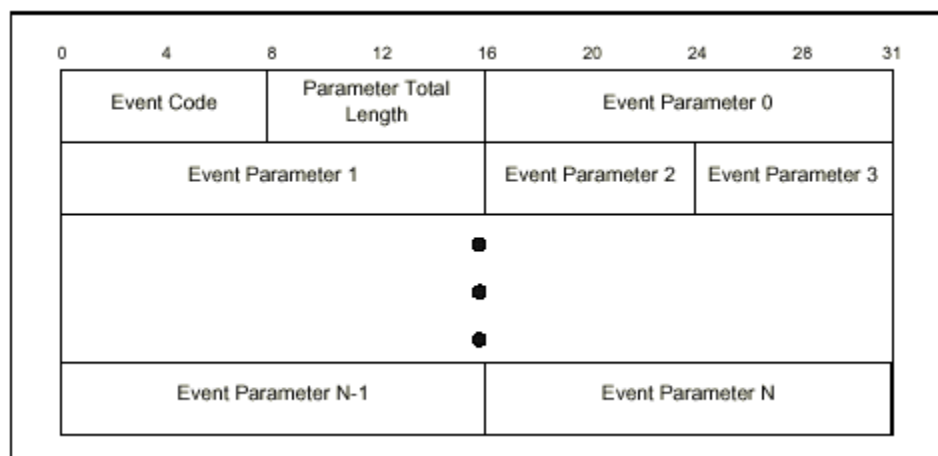 0 4 8 12 16 20 24 28 31
Event Code
Parameter Total
Length
Event Parameter 0
Event Parameter 1
Event Parameter 2
Event Parameter 3
Event Parameter N-1
Event Parameter N